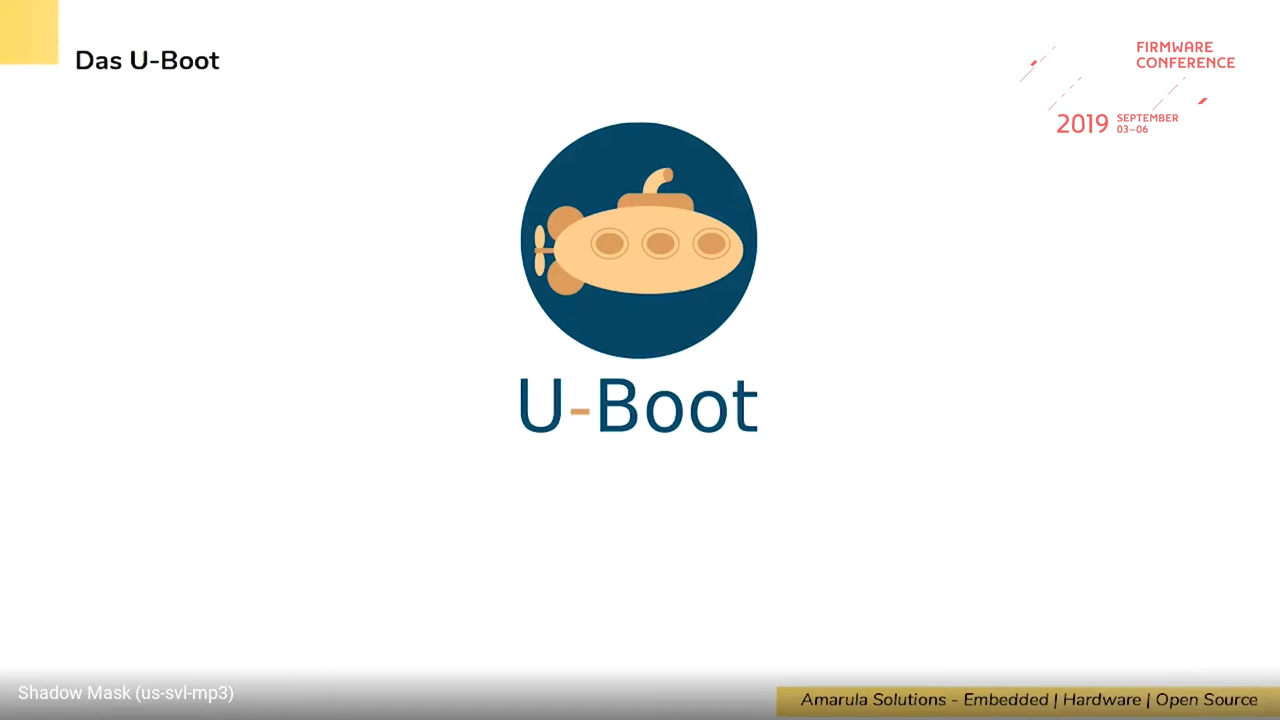 Das U-Boot
FIRMWARE
CONFERENCE
2019 SEPTEMBER
03–06
U-Boot
Shadow Mask (us-svl-mp3)
Amarula Solutions - Embedded | Hardware | Open Source